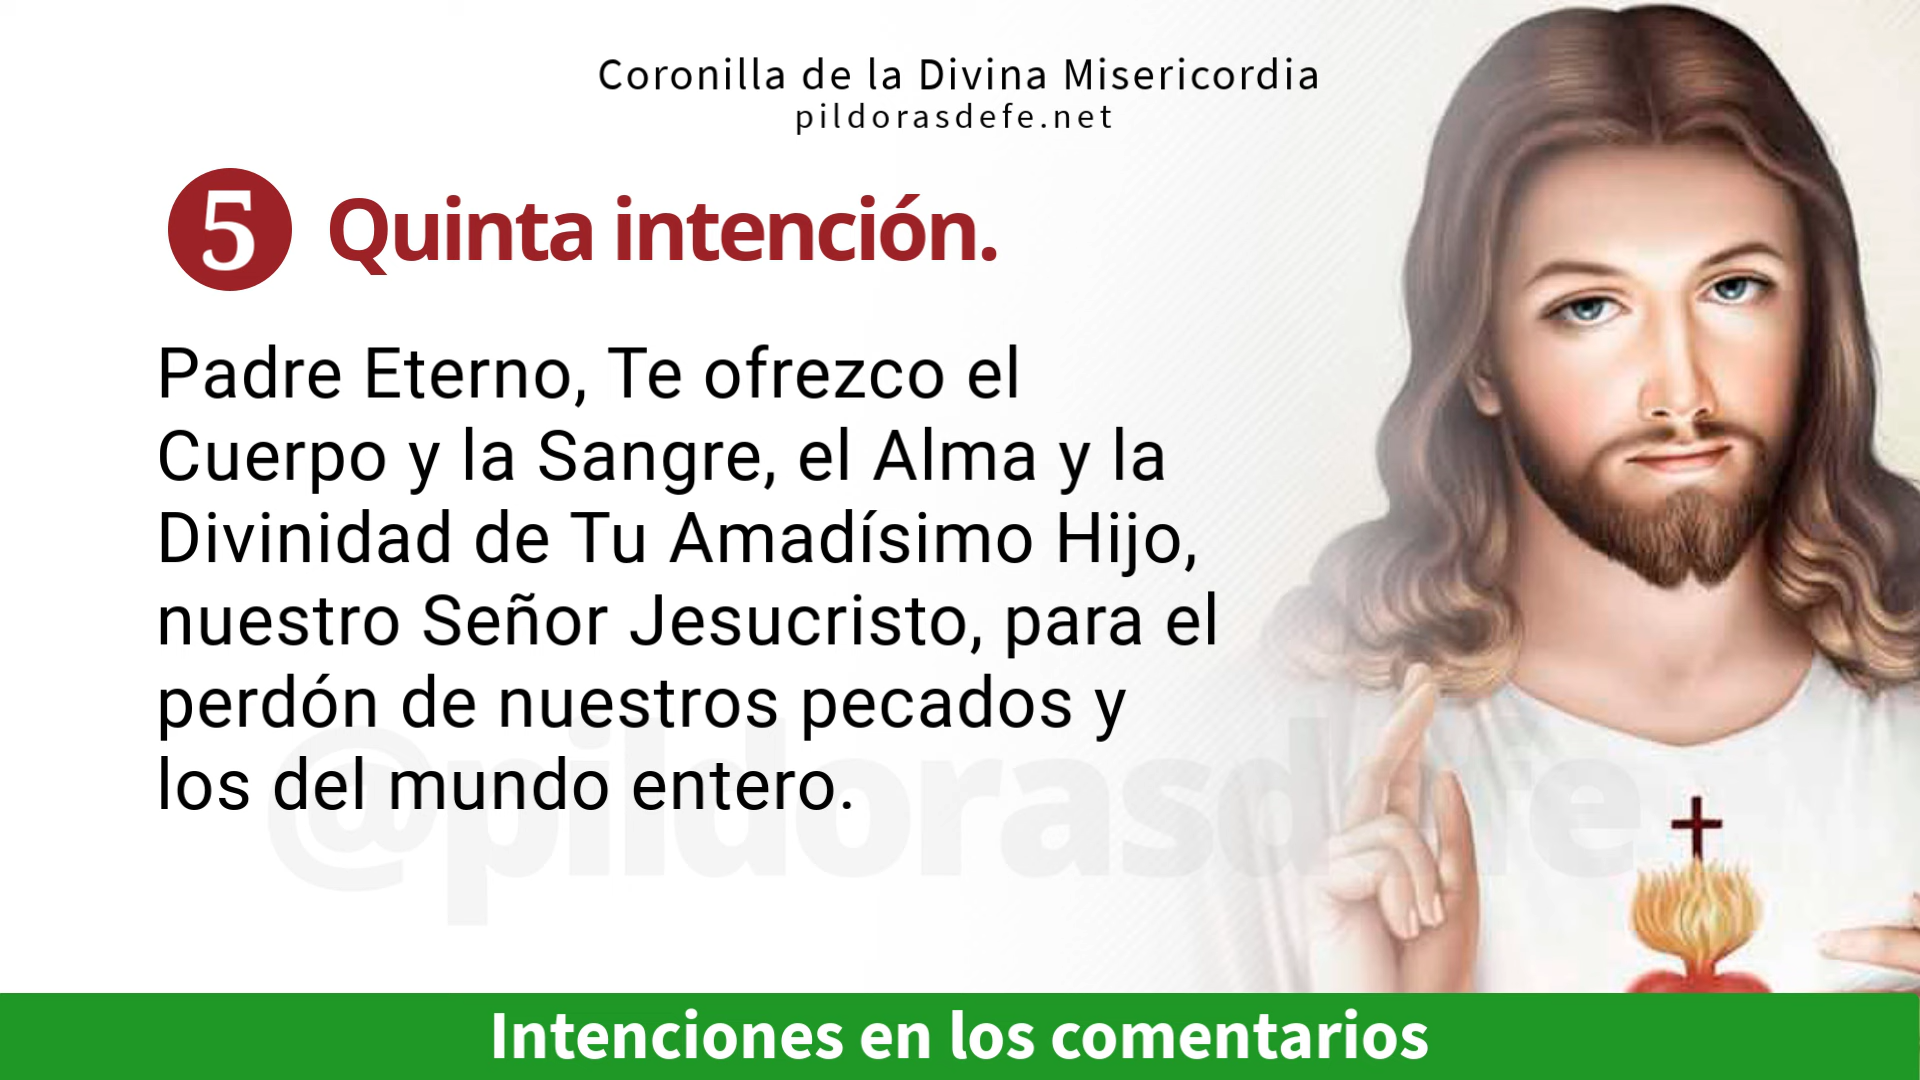 Coronilla de la Divina Misericordia
pildorasdefe.net
5 Quinta intención.
Padre Eterno, Te ofrezco el
Cuerpo y la Sangre, el Alma y la
Divinidad de Tu Amadísimo Hijo,
nuestro Señor Jesucristo, para el
perdón de nuestros pecados y
los del mundo entero.
@pildorasdefe
Intenciones en los comentarios